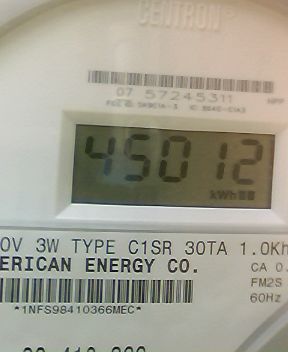 CENTRON
07 57245311
45012
kWh
0V 3W TYPE C1SR 30TA 1.0Kh
ERICAN ENERGY CO.
CA 0.
FM2S
60Hz
*1NFS98410366MEC*